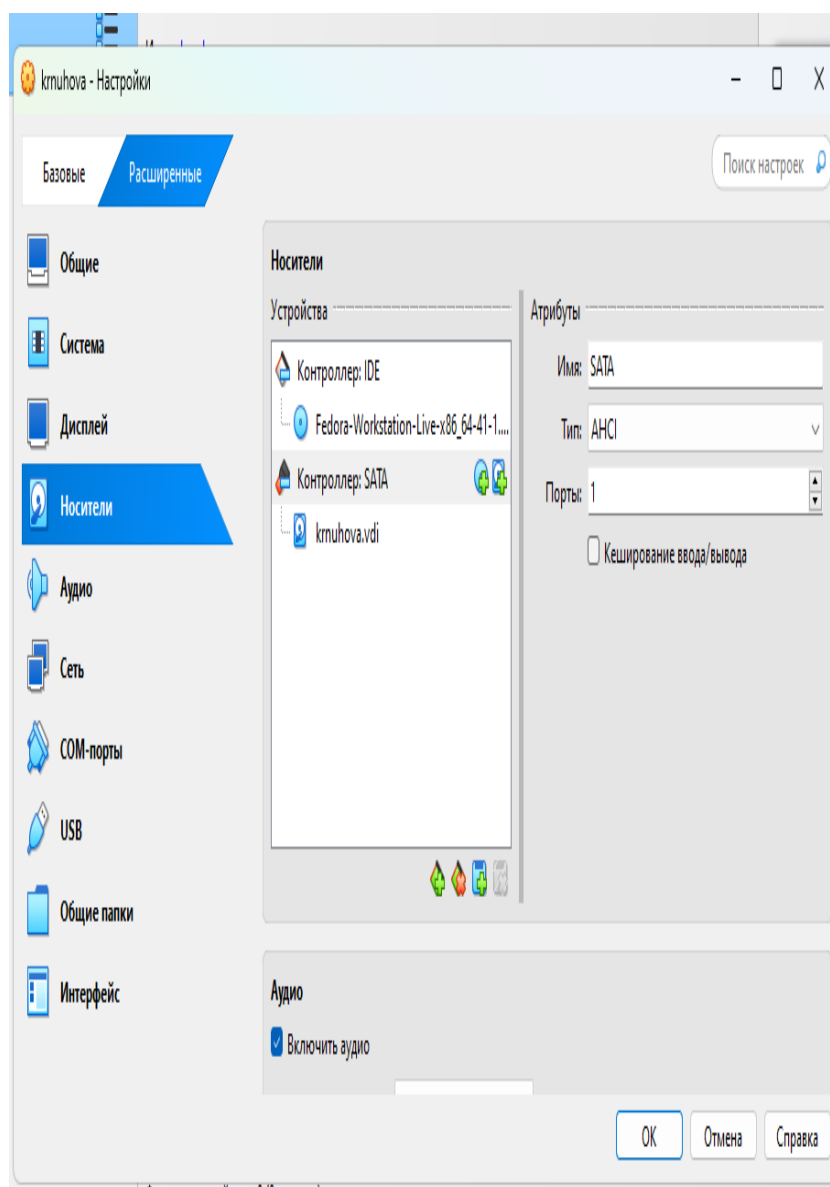 krnuhova - Настройки
Базовые
Расширенные
Поиск настроек
Общие
Система
Дисплей
Носители
Аудио
Сеть
COM-порты
USB
Общие папки
Интерфейс
Носители
Устройства
Контроллер: IDE
Fedora-Workstation-Live-x86_64-41-1....
Контроллер: SATA
krnuhova.vdi
Атрибуты
Имя: SATA
Тип: AHCI
Порты: 1
Кеширование ввода/вывода
Аудио
Включить аудио
OK
Отмена
Справка